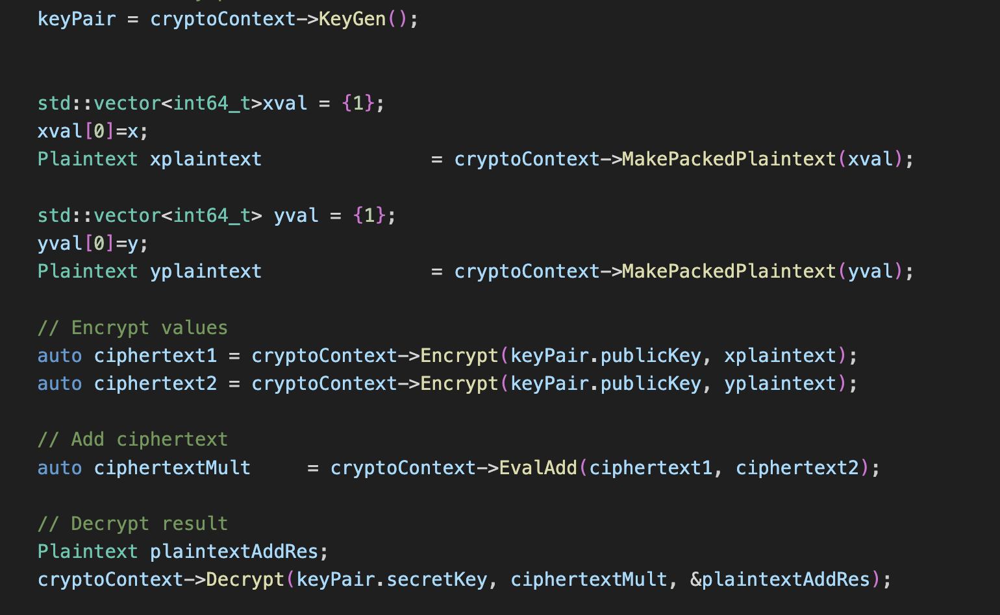 keyPair = cryptoContext->KeyGen();
std::vector<int64_t>xval = {1};
xval[0]=x;
Plaintext xplaintext               = cryptoContext->MakePackedPlaintext(xval);
std::vector<int64_t> yval = {1};
yval[0]=y;
Plaintext yplaintext               = cryptoContext->MakePackedPlaintext(yval);
// Encrypt values
auto ciphertext1 = cryptoContext->Encrypt(keyPair.publicKey, xplaintext);
auto ciphertext2 = cryptoContext->Encrypt(keyPair.publicKey, yplaintext);
// Add ciphertext
auto ciphertextMult     = cryptoContext->EvalAdd(ciphertext1, ciphertext2);
// Decrypt result
Plaintext plaintextAddRes;
cryptoContext->Decrypt(keyPair.secretKey, ciphertextMult, &plaintextAddRes);